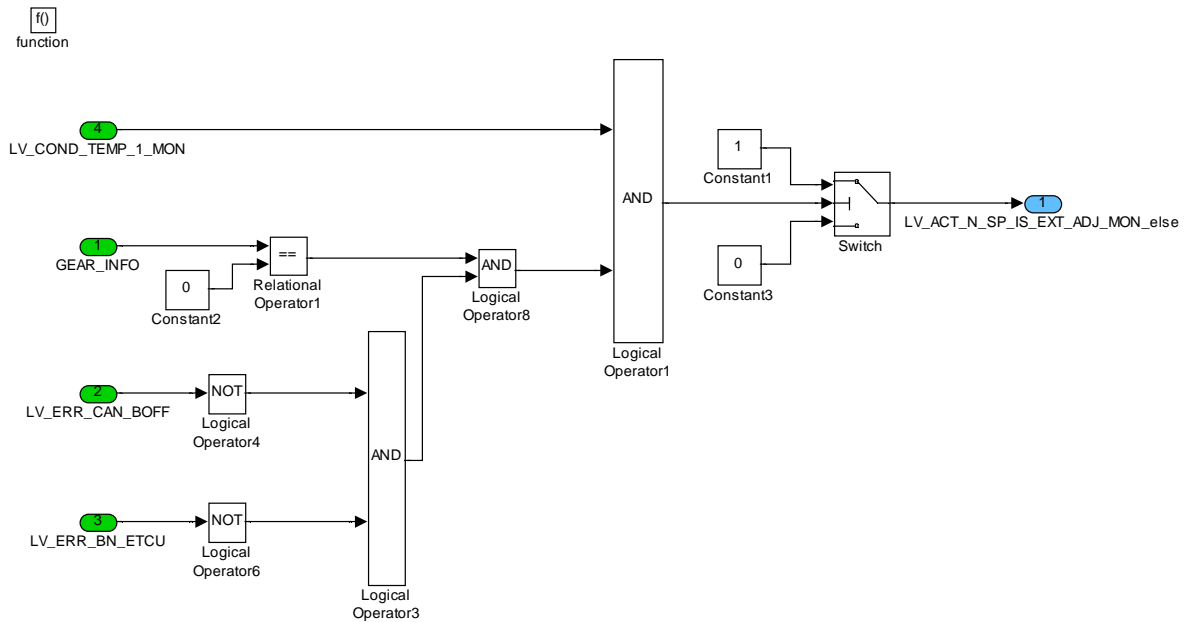 f()
function
4
LV_COND_TEMP_1_MON
1
GEAR_INFO
0
Constant2
==
Relational
Operator1
AND
Logical
Operator8
2
LV_ERR_CAN_BOFF
NOT
Logical
Operator4
3
LV_ERR_BN_ETCU
NOT
Logical
Operator6
AND
Logical
Operator3
AND
Logical
Operator1
1
Constant1
0
Constant3
Switch
1
LV_ACT_N_SP_IS_EXT_ADJ_MON_else